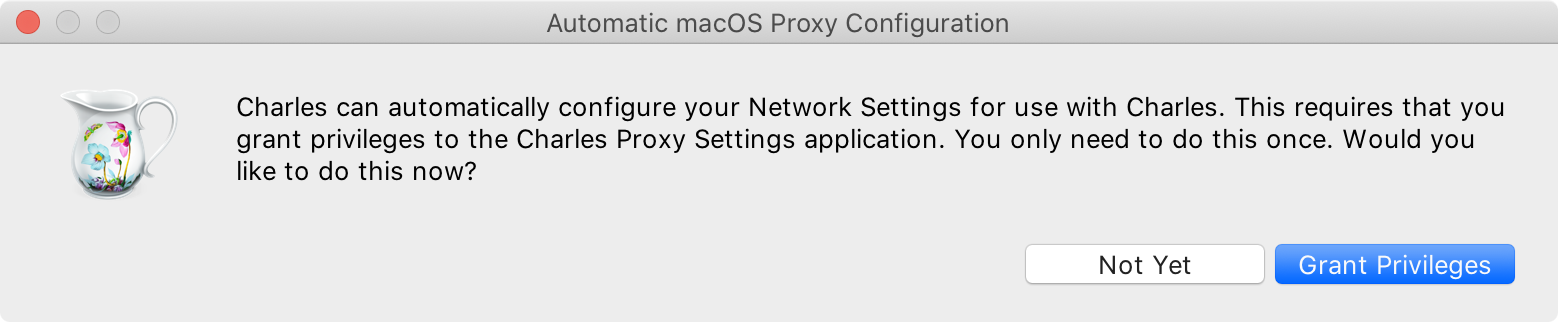 Automatic macOS Proxy Configuration
Charles can automatically configure your Network Settings for use with Charles. This requires that you
grant privileges to the Charles Proxy Settings application. You only need to do this once. Would you
like to do this now?
Not Yet
Grant Privileges